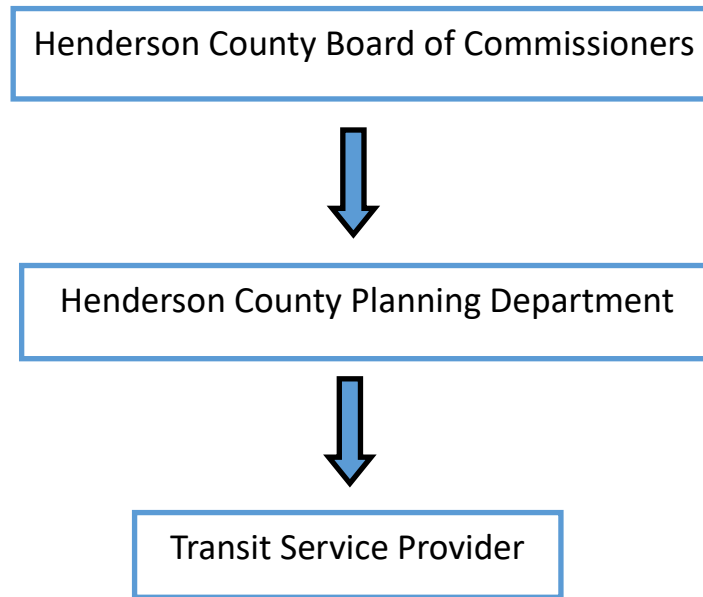 Henderson County Board of Commissioners
Henderson County Planning Department
Transit Service Provider